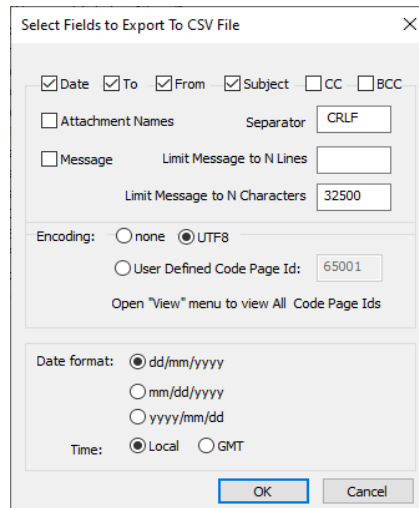 Select Fields to Export To CSV File
Date To From Subject CC BCC
Attachment Names Separator CRLF
Message Limit Message to N Lines
Limit Message to N Characters 32500
Encoding: none UTF8
User Defined Code Page Id: 65001
Open "View" menu to view All Code Page Ids
Date format: dd/mm/yyyy
mm/dd/yyyy
yyyy/mm/dd
Time: Local GMT
OK Cancel